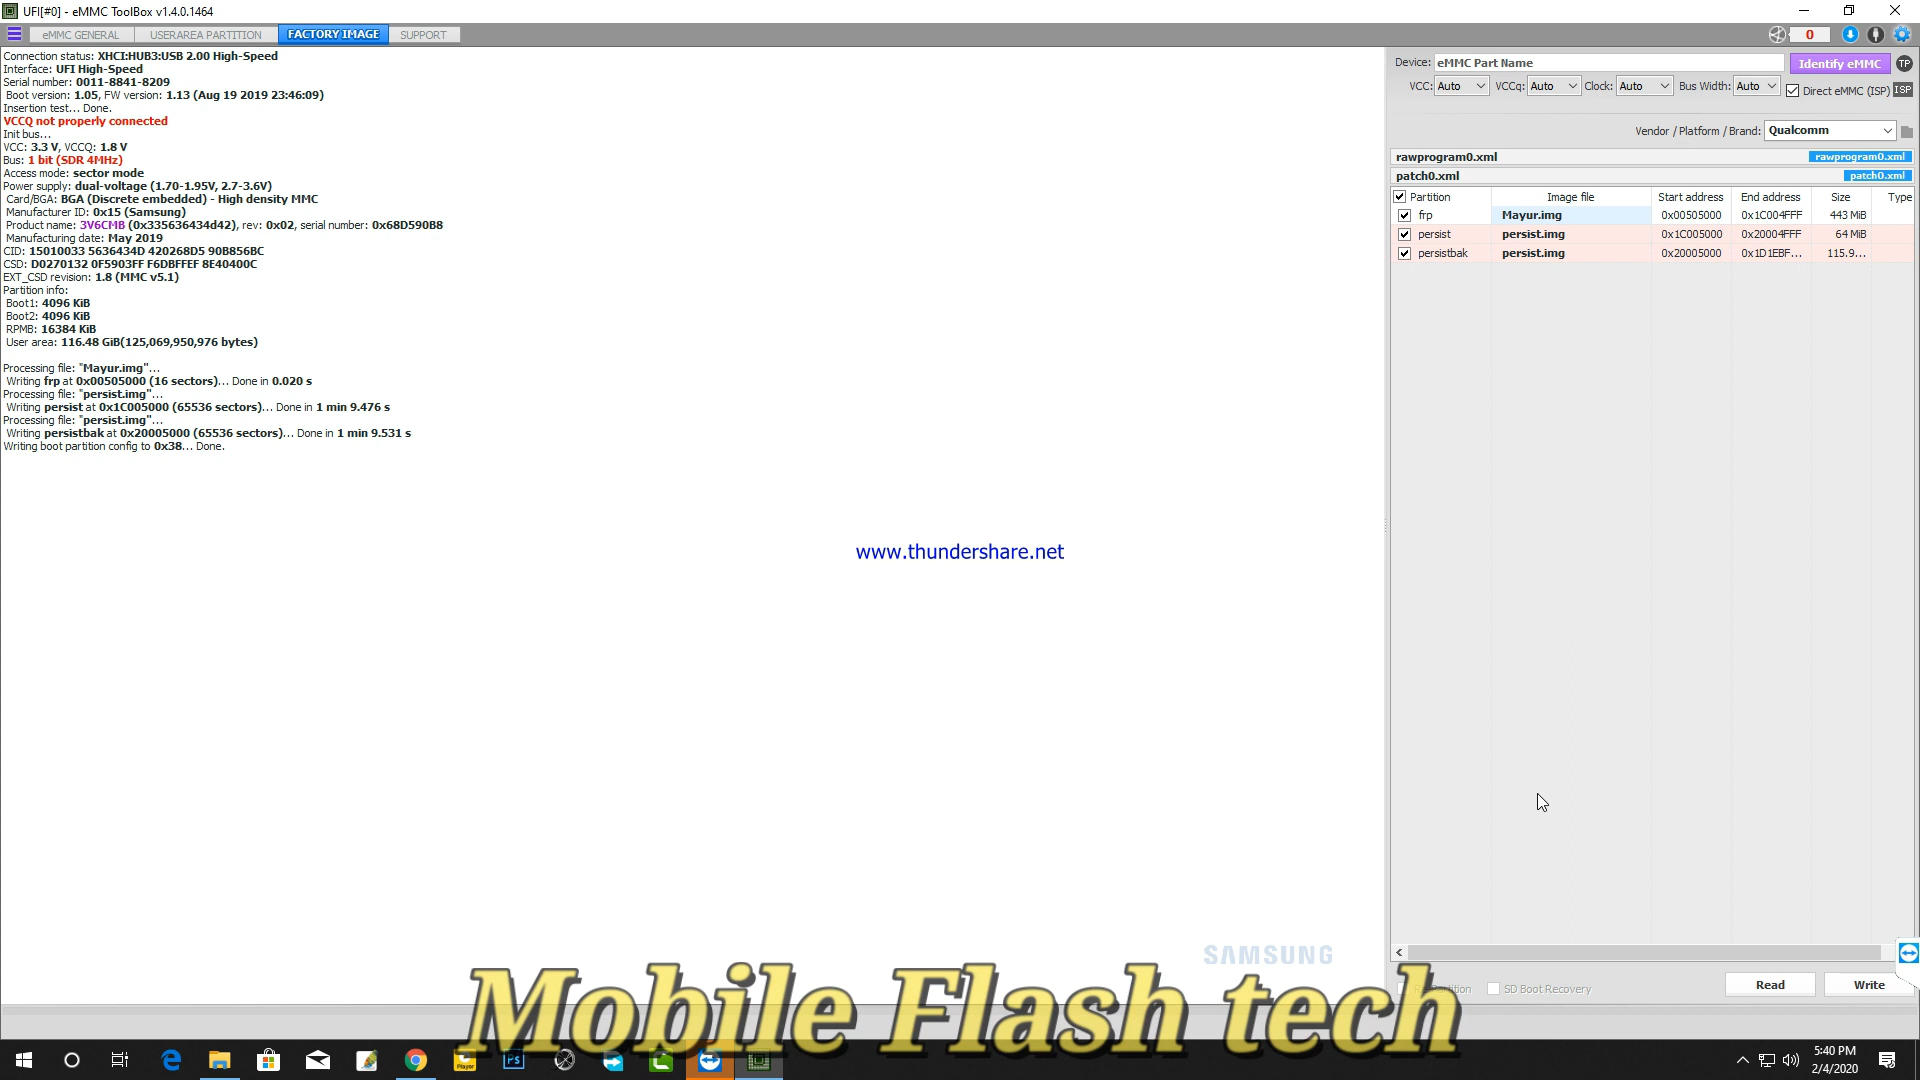 UFI[#0] - eMMC ToolBox v1.4.0.1464
eMMC GENERAL
USERAREA PARTITION
FACTORY IMAGE
SUPPORT
0
Connection status: XHCI:HUB3:USB 2.00 High-Speed
Interface: UFI High-Speed
Serial number: 0011-8841-8209
Boot version: 1.05, FW version: 1.13 (Aug 19 2019 23:46:09)
Insertion test... Done.
VCCQ not properly connected
Init bus...
VCC: 3.3 V, VCCQ: 1.8 V
Bus: 1 bit (SDR 4MHz)
Access mode: sector mode
Power supply: dual-voltage (1.70-1.95V, 2.7-3.6V)
Card/BGA: BGA (Discrete embedded) - High density MMC
Manufacturer ID: 0x15 (Samsung)
Product name: 3V6CMB (0x335636434d42), rev: 0x02, serial number: 0x68D590B8
Manufacturing date: May 2019
CID: 15010033 5636434D 420268D5 90B856BC
CSD: D0270132 0F5903FF F6DBFFEF 8E40400C
EXT_CSD revision: 1.8 (MMC v5.1)
Partition info:
Boot1: 4096 KiB
Boot2: 4096 KiB
RPMB: 16384 KiB
User area: 116.48 GiB(125,069,950,976 bytes)
Processing file: "Mayur.img"...
Writing frp at 0x00505000 (16 sectors)... Done in 0.020 s
Processing file: "persist.img"...
Writing persist at 0x1C005000 (65536 sectors)... Done in 1 min 9.476 s
Processing file: "persist.img"...
Writing persistbak at 0x20005000 (65536 sectors)... Done in 1 min 9.531 s
Writing boot partition config to 0x38... Done.
www.thundershare.net
SAMSUNG
Device: eMMC Part Name
Identify eMMC
TP
VCC: Auto VCCq: Auto Clock: Auto Bus Width: Auto
Direct eMMC (ISP)
ISP
Vendor / Platform / Brand: Qualcomm
rawprogram0.xml rawprogram0.xml
patch0.xml patch0.xml
Partition Image file Start address End address Size Type
frp Mayur.img 0x00505000 0x1C004FFF 443 MiB
persist persist.img 0x1C005000 0x20004FFF 64 MiB
persistbak persist.img 0x20005000 0x1D1EBF... 115.9...
SD Boot Recovery
Read
Write
Mobile Flash tech
Player
Ps
5:40 PM
2/4/2020